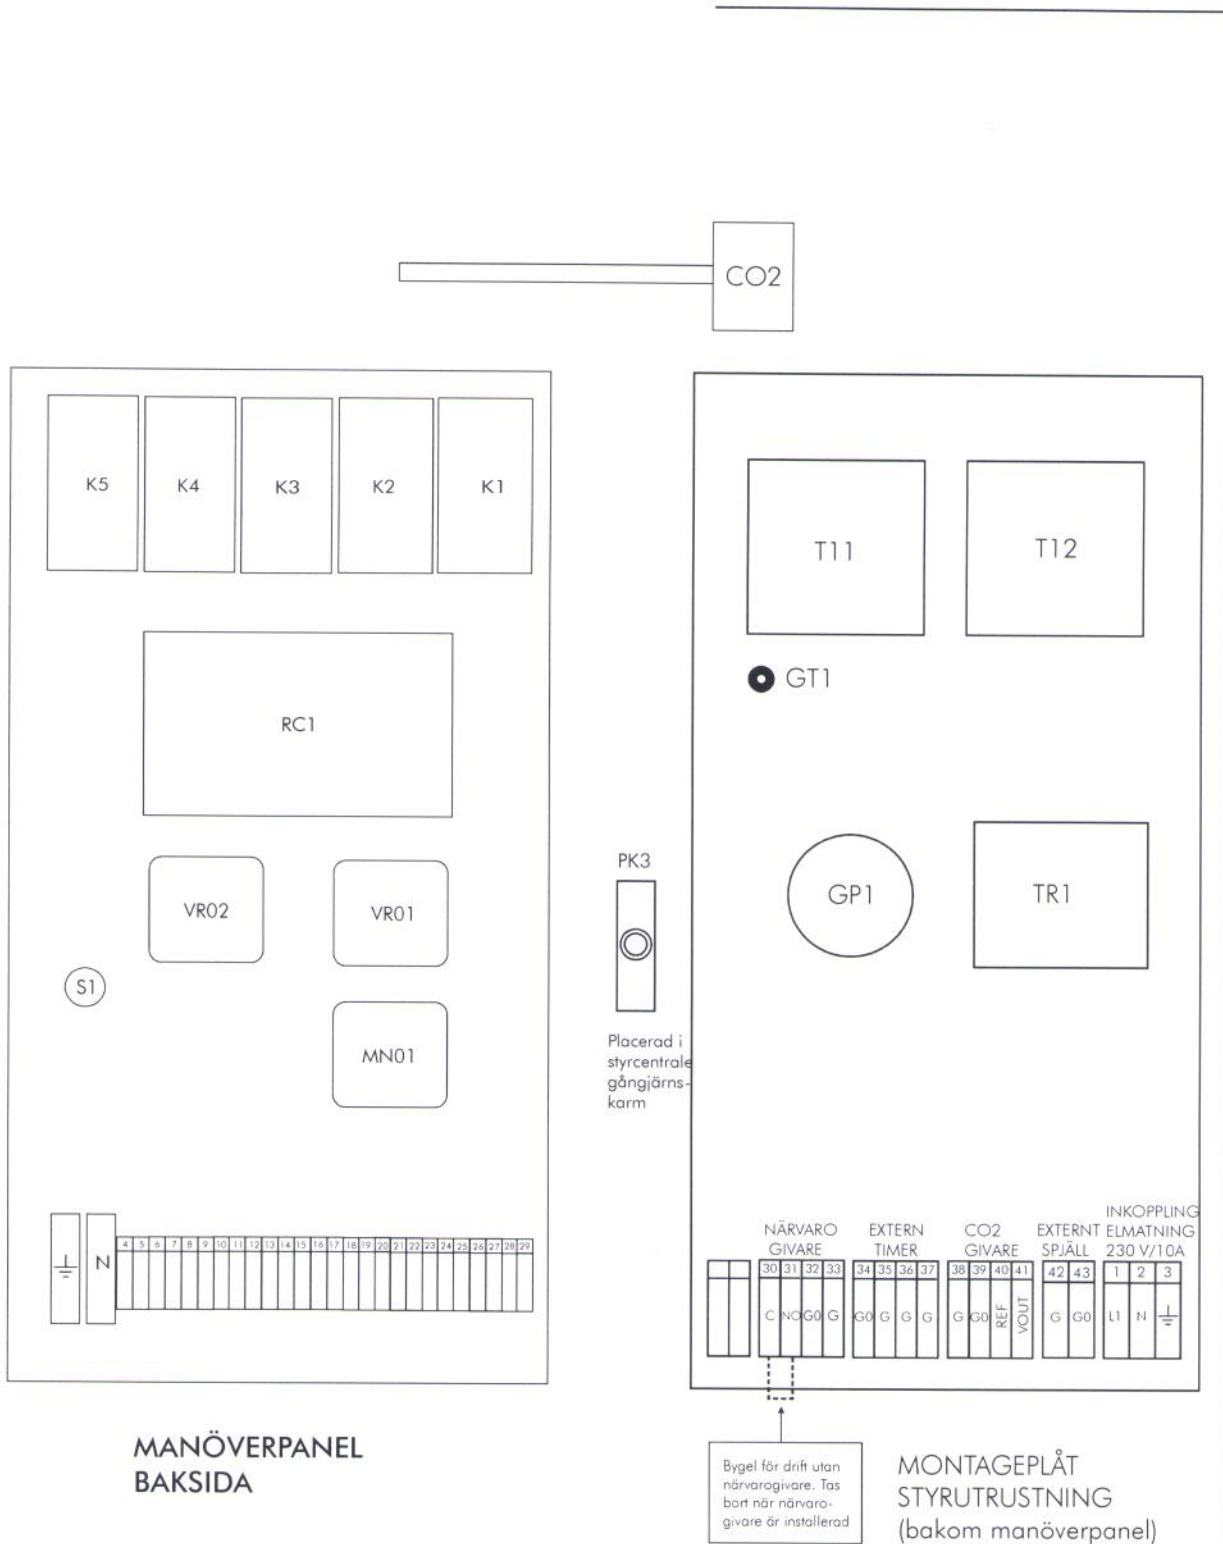 CO2
K5 K4 K3 K2 K1
RC1
VR02 VR01
S1
MN01
N 4 5 6 7 8 9 10 11 12 13 14 15 16 17 18 19 20 21 22 23 24 25 26 27 28 29
MANÖVERPANEL
BAKSIDA
PK3
Placerad i
styrcentrale
gångjärns-
karm
T11 T12
GT1
GP1 TR1
NÄRVARO
GIVARE
30 31 32 33
C NO G0 G
EXTERN
TIMER
34 35 36 37
G0 G G G
CO2
GIVARE
38 39 40 41
G G0 REF VOUT
EXTERNT
SPJÄLL
42 43
G G0
INKOPPLING
ELMATNING
230 V/10A
1 2 3
L1 N
Bygel för drift utan
närvarogivare. Tas
bort när närvaro-
givare är installerad
MONTAGEPLÅT
STYRUTRUSTNING
(bakom manöverpanel)